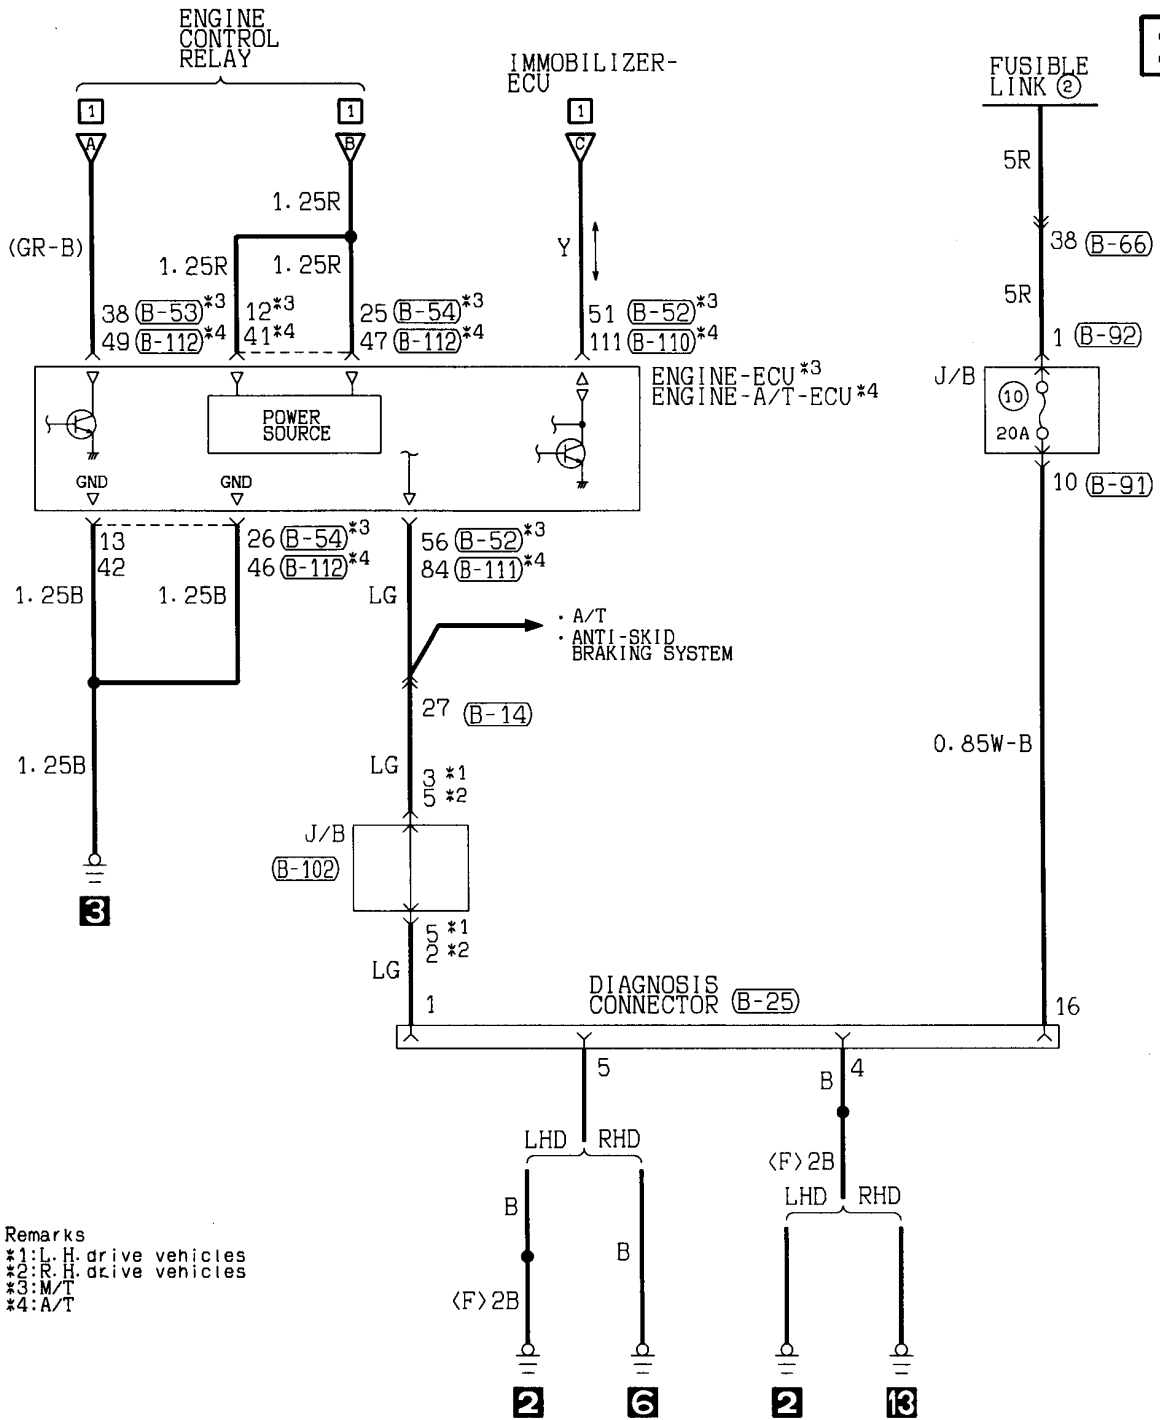 ENGINE
CONTROL
RELAY
IMMOBILIZER-
ECU
FUSIBLE
LINK ②
1
1
1
A
B
C
5R
1.25R
(GR-B)
1.25R
1.25R
Y
38 (B-66)
5R
38 (B-53)*3
49 (B-112)*4
12*3
41*4
25 (B-54)*3
47 (B-112)*4
51 (B-52)*3
111 (B-110)*4
1 (B-92)
ENGINE-ECU*3
ENGINE-A/T-ECU*4
J/B
⑩
20A
POWER
SOURCE
GND
GND
10 (B-91)
13
42
26 (B-54)*3
46 (B-112)*4
56 (B-52)*3
84 (B-111)*4
1.25B
1.25B
LG
· A/T
· ANTI-SKID
BRAKING SYSTEM
27 (B-14)
0.85W-B
1.25B
LG
3 *1
5 *2
J/B
(B-102)
3
5 *1
2 *2
LG
DIAGNOSIS
CONNECTOR (B-25)
1
16
5
4
B
LHD RHD
<F>2B
LHD RHD
B
B
<F>2B
Remarks
*1:L.H.drive vehicles
*2:R.H.drive vehicles
*3:M/T
*4:A/T
2
6
2
13